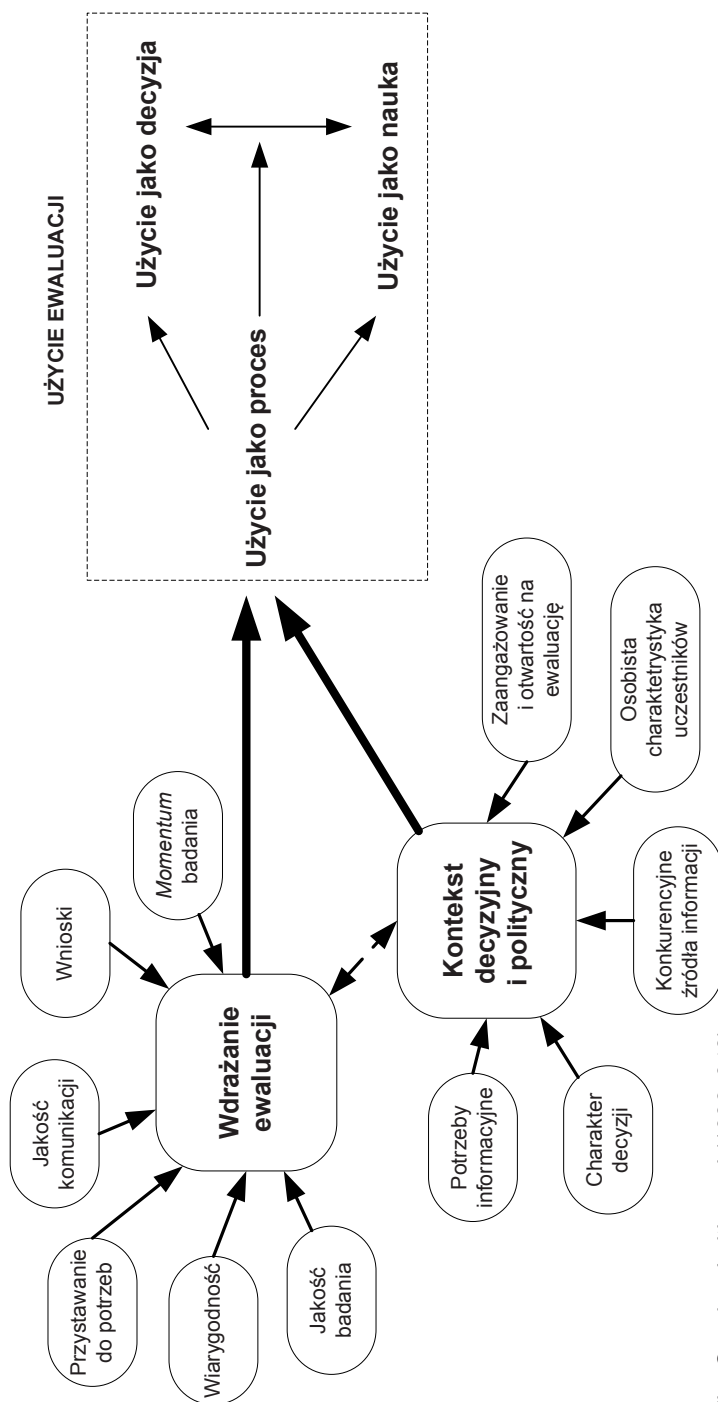 UŻYCIE EWALUACJI
Użycie jako decyzja
Użycie jako proces
Użycie jako nauka
Wnioski
Momentum
badania
Jakość
komunikacji
Przystawanie
do potrzeb
Wiarygodność
Jakość
badania
Wdrażanie
ewaluacji
Kontekst
decyzyjny
i polityczny
Potrzeby
informacyjne
Charakter
decyzji
Konkurencyjne
źródła informacji
Osobista
charaktetrystyka
uczestników
Zaangażowanie
i otwartość na
ewaluację